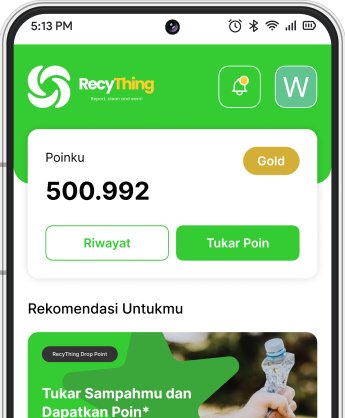 5:13 PM
RecyThing
Report, clean and earn!
W
Poinku
Gold
500.992
Riwayat
Tukar Poin
Rekomendasi Untukmu
RecyThing Drop Point
Tukar Sampahmu dan
Dapatkan Poin*